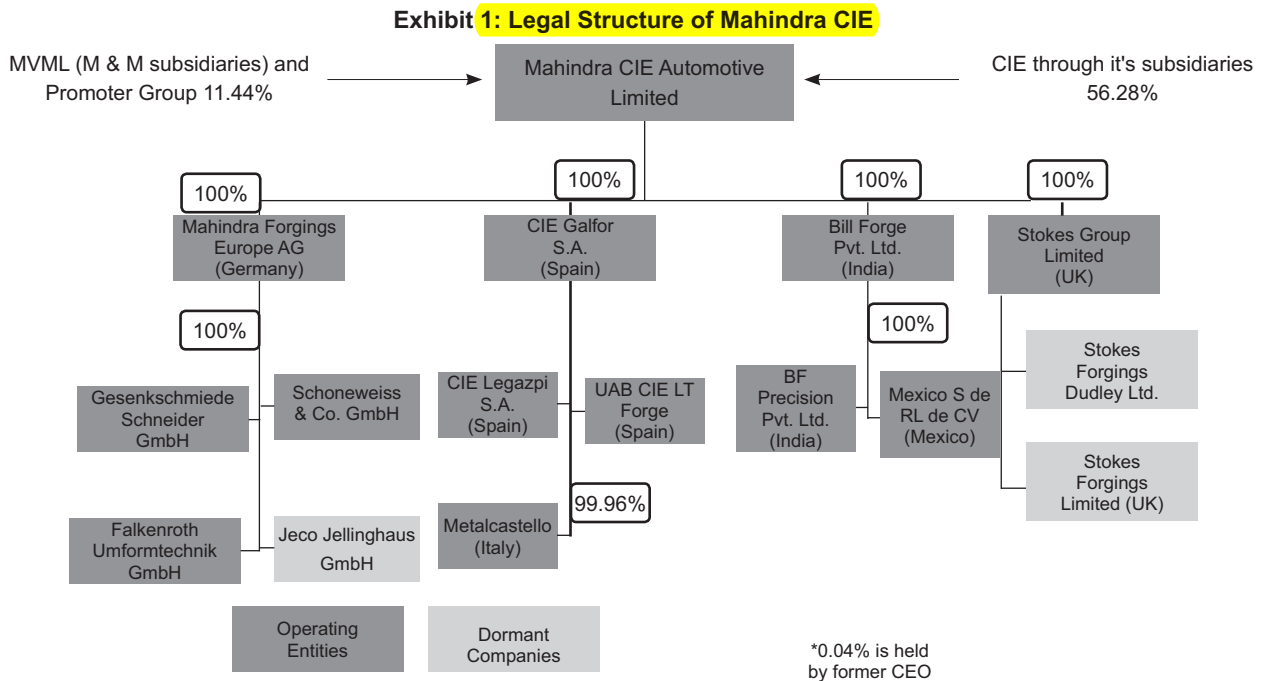 Exhibit 1: Legal Structure of Mahindra CIE
MVML (M & M subsidiaries) and
Promoter Group 11.44%
Mahindra CIE Automotive
Limited
CIE through it's subsidiaries
56.28%
100%
100%
100%
100%
Mahindra Forgings
Europe AG
(Germany)
CIE Galfor
S.A.
(Spain)
Bill Forge
Pvt. Ltd.
(India)
Stokes Group
Limited
(UK)
100%
100%
Gesenkschmiede
Schneider
GmbH
Schoneweiss
& Co. GmbH
CIE Legazpi
S.A.
(Spain)
UAB CIE LT
Forge
(Spain)
BF
Precision
Pvt. Ltd.
(India)
Mexico S de
RL de CV
(Mexico)
Stokes
Forgings
Dudley Ltd.
Falkenroth
Umformtechnik
GmbH
Jeco Jellinghaus
GmbH
Metalcastello
(Italy)
99.96%
Stokes
Forgings
Limited (UK)
Operating
Entities
Dormant
Companies
*0.04% is held
by former CEO